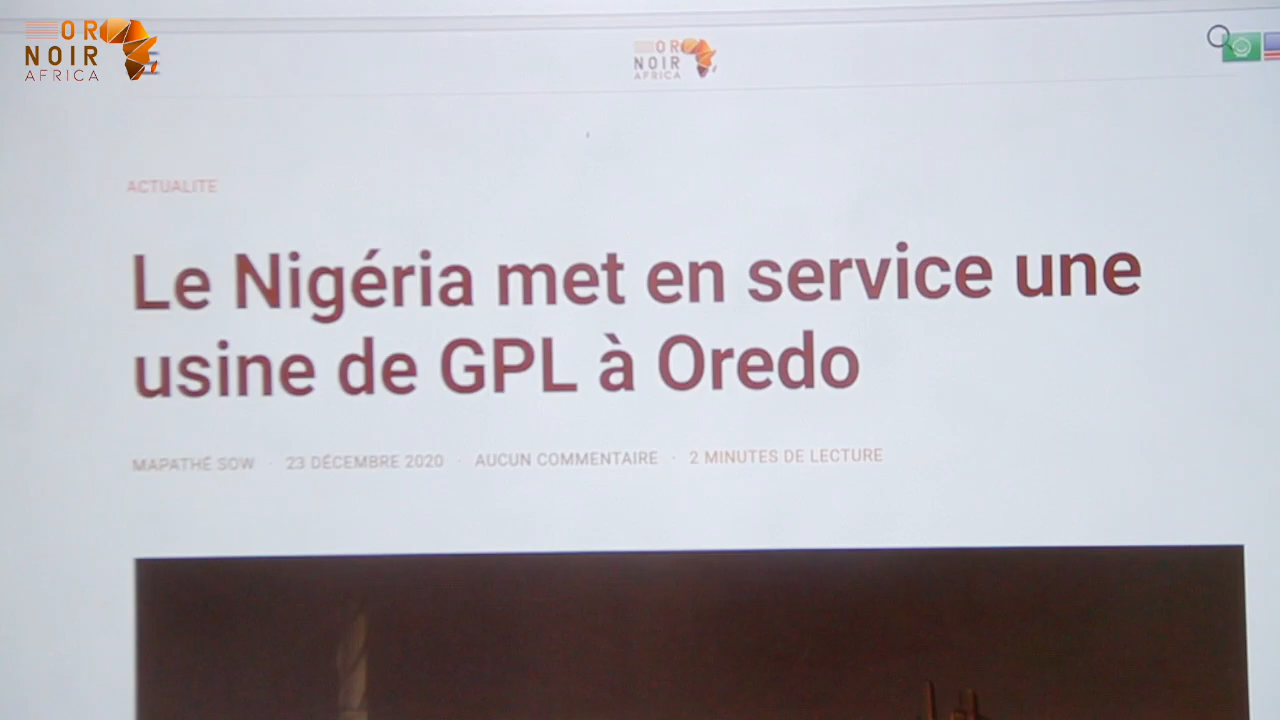 OR
NOIR
AFRICA
OR
NOIR
AFRICA
ACTUALITE
Le Nigéria met en service une
usine de GPL à Oredo
MAPATHÉ SOW · 23 DÉCEMBRE 2020 · AUCUN COMMENTAIRE · 2 MINUTES DE LECTURE